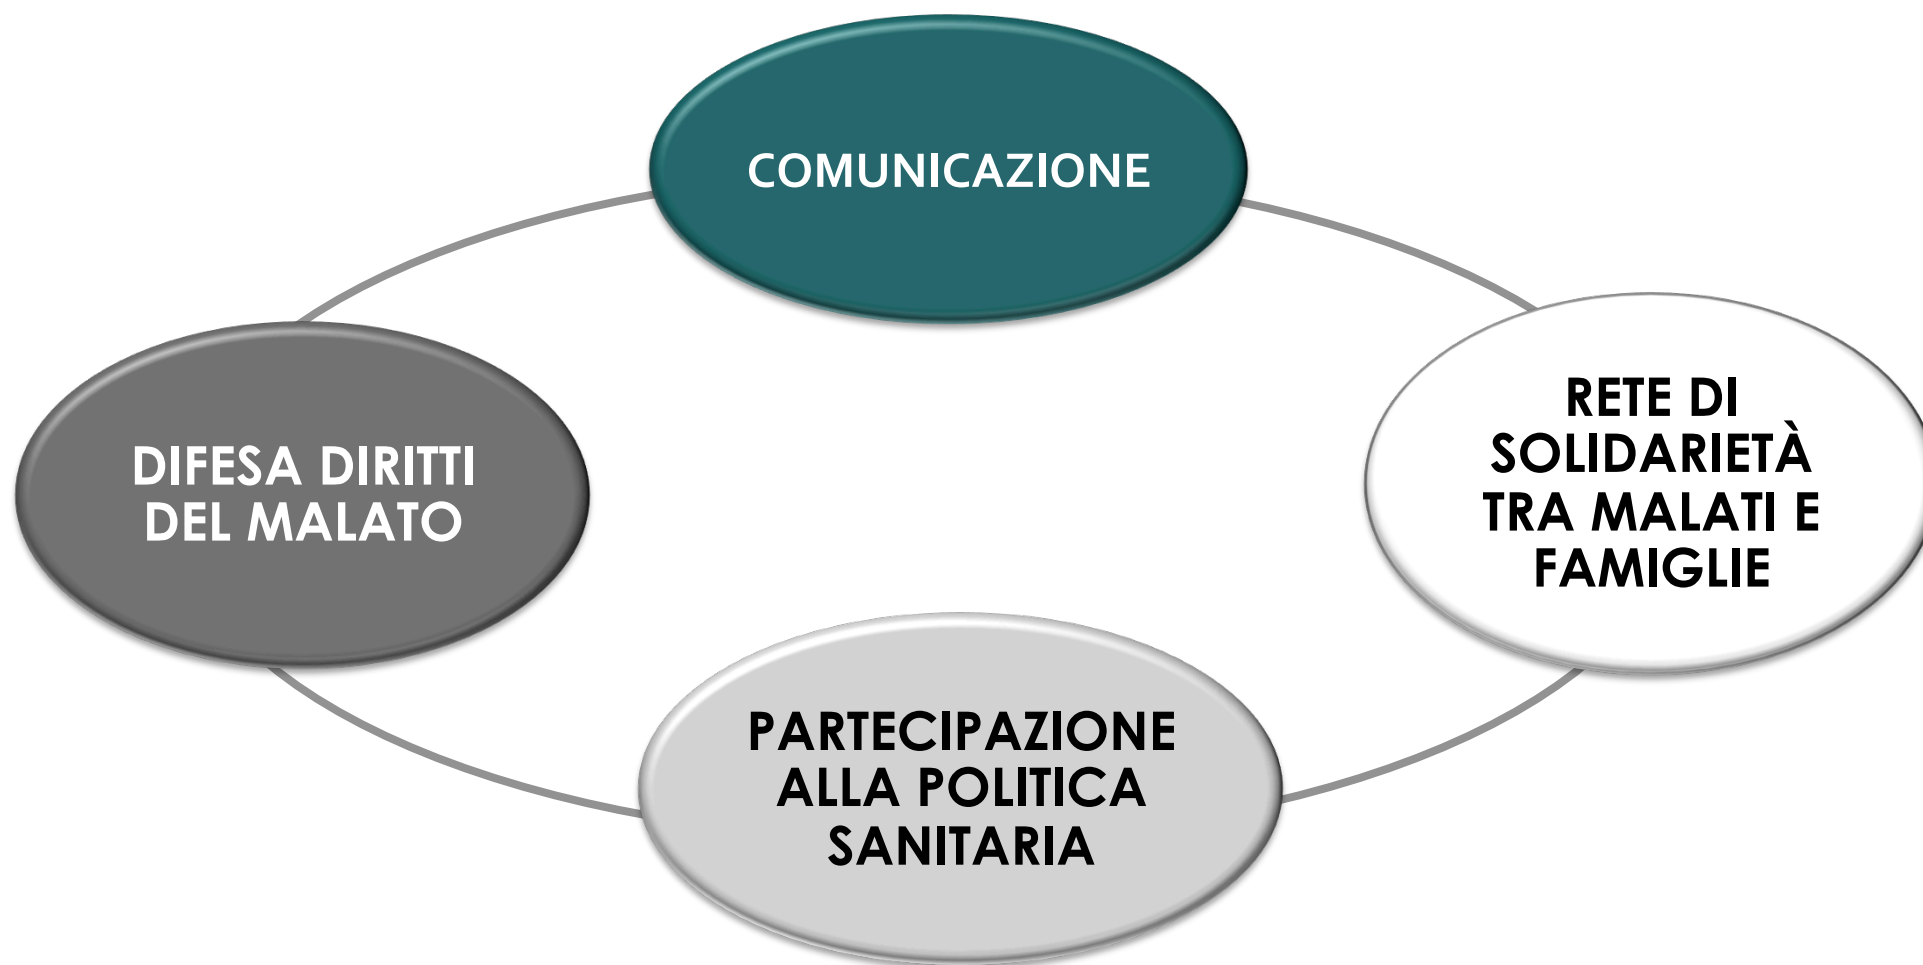 COMUNICAZIONE
RETE DI
SOLIDARIETÀ
TRA MALATI E
FAMIGLIE
DIFESA DIRITTI
DEL MALATO
PARTECIPAZIONE
ALLA POLITICA
SANITARIA